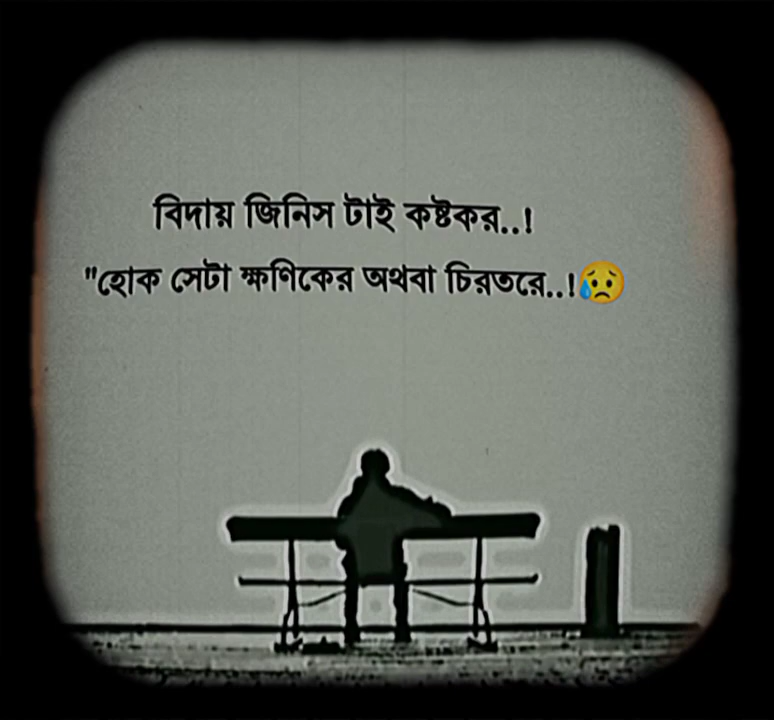 বিদায় জিনিস টাই কষ্টকর..!
"হোক সেটা ক্ষণিকের অথবা চিরতরে..!😥